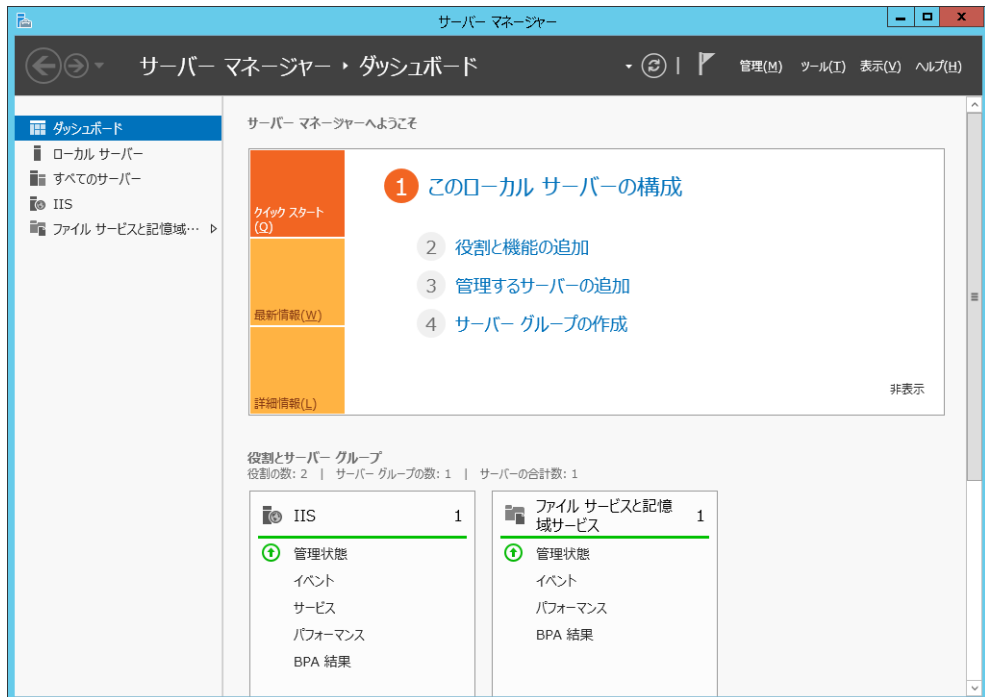 サーバー マネージャー
サーバー マネージャー ・ ダッシュボード
管理(M) ツール(T) 表示(V) ヘルプ(H)
ダッシュボード
ローカル サーバー
すべてのサーバー
IIS
ファイル サービスと記憶域…
サーバー マネージャーへようこそ
クイック スタート
(Q)
最新情報(W)
詳細情報(L)
1 このローカル サーバーの構成
2 役割と機能の追加
3 管理するサーバーの追加
4 サーバー グループの作成
非表示
役割とサーバー グループ
役割の数: 2 | サーバー グループの数: 1 | サーバーの合計数: 1
IIS 1
管理状態
イベント
サービス
パフォーマンス
BPA 結果
ファイル サービスと記憶
域サービス 1
管理状態
イベント
パフォーマンス
BPA 結果